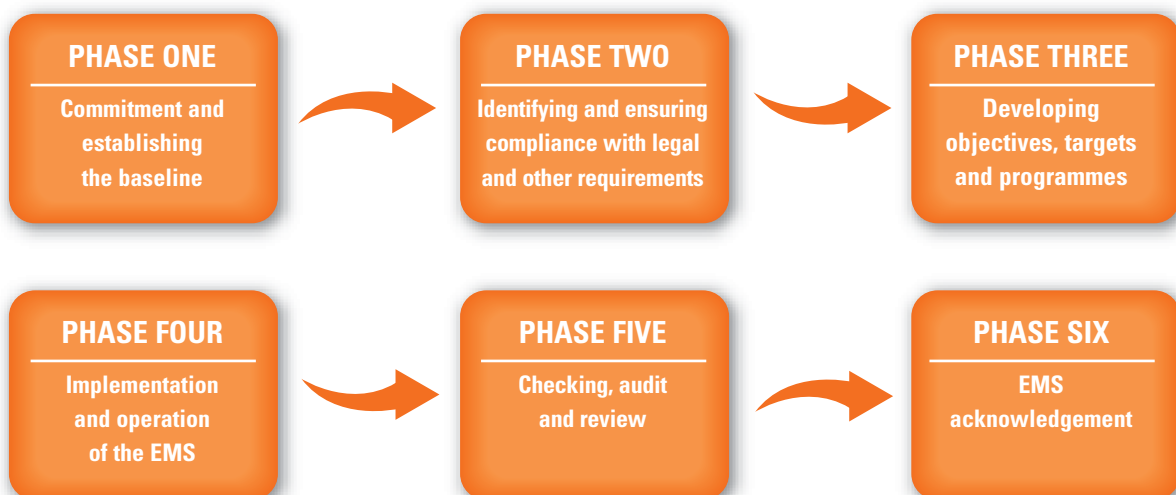 PHASE ONE
Commitment and
establishing
the baseline
PHASE TWO
Identifying and ensuring
compliance with legal
and other requirements
PHASE THREE
Developing
objectives, targets
and programmes
PHASE FOUR
Implementation
and operation
of the EMS
PHASE FIVE
Checking, audit
and review
PHASE SIX
EMS
acknowledgement